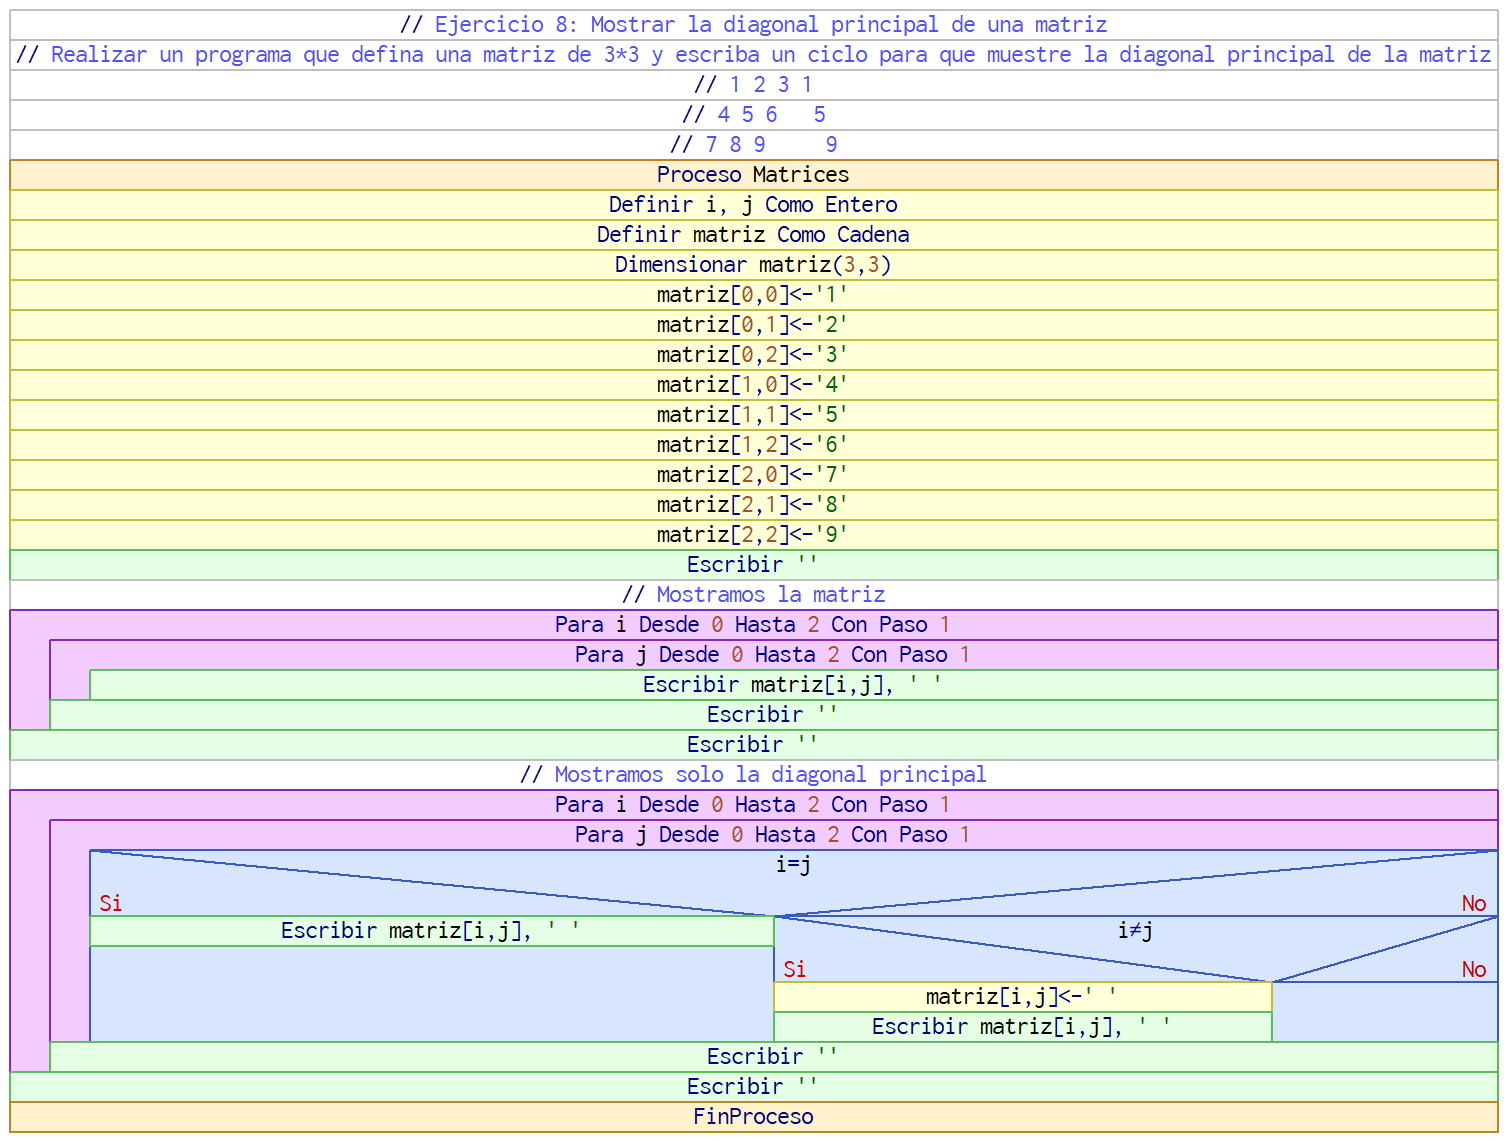 // Ejercicio 8: Mostrar la diagonal principal de una matriz
// Realizar un programa que defina una matriz de 3*3 y escriba un ciclo para que muestre la diagonal principal de la matriz
// 1 2 3 1
// 4 5 6   5
// 7 8 9     9
Proceso Matrices
Definir i, j Como Entero
Definir matriz Como Cadena
Dimensionar matriz(3,3)
matriz[0,0]<-'1'
matriz[0,1]<-'2'
matriz[0,2]<-'3'
matriz[1,0]<-'4'
matriz[1,1]<-'5'
matriz[1,2]<-'6'
matriz[2,0]<-'7'
matriz[2,1]<-'8'
matriz[2,2]<-'9'
Escribir ''
// Mostramos la matriz
Para i Desde 0 Hasta 2 Con Paso 1
Para j Desde 0 Hasta 2 Con Paso 1
Escribir matriz[i,j], ' '
Escribir ''
Escribir ''
// Mostramos solo la diagonal principal
Para i Desde 0 Hasta 2 Con Paso 1
Para j Desde 0 Hasta 2 Con Paso 1
i=j
Si No
Escribir matriz[i,j], ' ' i≠j
Si No
matriz[i,j]<-' '
Escribir matriz[i,j], ' '
Escribir ''
Escribir ''
FinProceso